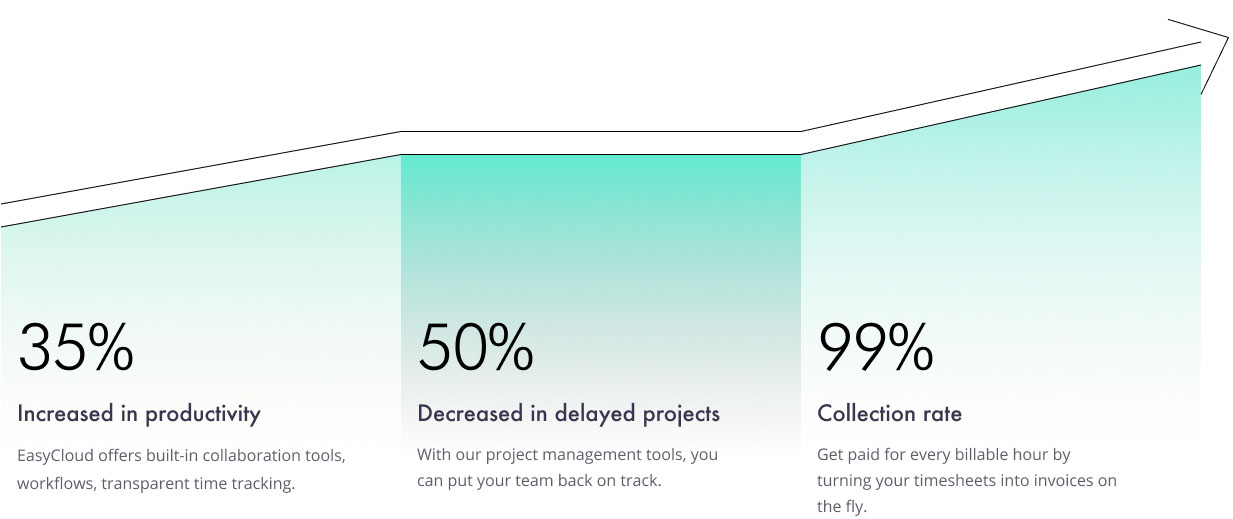 35%
Increased in productivity
EasyCloud offers built-in collaboration tools,
workflows, transparent time tracking.
50%
Decreased in delayed projects
With our project management tools, you
can put your team back on track.
99%
Collection rate
Get paid for every billable hour by
turning your timesheets into invoices on
the fly.